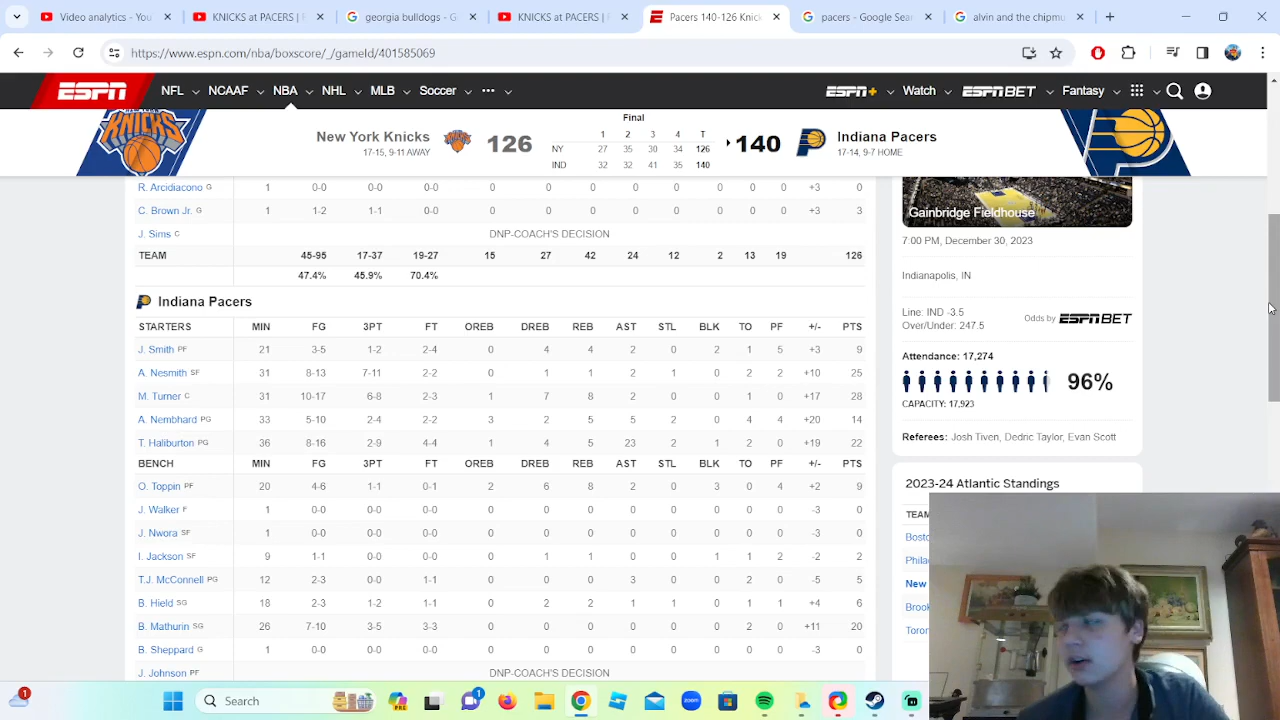 Video analytics - You
KNICKS at PACERS |
georgia bulldogs - G
KNICKS at PACERS | F
Pacers 140-126 Knick
pacers - Google Sear
alvin and the chipmu
https://www.espn.com/nba/boxscore/_/gameId/401585069
ESPN NFL NCAAF NBA NHL MLB Soccer ... ESPN+ Watch ESPN BET Fantasy
KNICKS New York Knicks 126 Final 140 Indiana Pacers
17-15, 9-11 AWAY 17-14, 9-7 HOME
1 2 3 4 T
NY 27 35 30 34 126
IND 32 32 41 35 140
R. Arcidiacono G 1 0-0 0-0 0-0 0 0 0 0 0 0 0 0 +3 0
C. Brown Jr. G 1 1-2 1-1 0-0 0 0 0 0 0 0 0 0 +3 3
J. Sims C DNP-COACH'S DECISION
TEAM 45-95 17-37 19-27 15 27 42 24 12 2 13 19 126
47.4% 45.9% 70.4%
Indiana Pacers
STARTERS MIN FG 3PT FT OREB DREB REB AST STL BLK TO PF +/- PTS
J. Smith PF 21 3-5 1-2 2-4 0 4 4 2 0 2 1 5 +3 9
A. Nesmith SF 31 8-13 7-11 2-2 0 1 1 2 1 0 2 2 +10 25
M. Turner C 31 10-17 2-3 1 7 8 2 0 0 1 0 +17 28
A. Nembhard PG 33 5-10 2-4 2-2 3 2 5 5 2 0 4 4 +20 14
T. Haliburton PG 36 8-16 2-9 4-4 1 4 5 23 2 1 2 0 +19 22
BENCH MIN FG 3PT FT OREB DREB REB AST STL BLK TO PF +/- PTS
O. Toppin PF 20 4-6 1-1 0-1 2 6 8 2 0 3 0 4 +2 9
J. Walker F 1 0-0 0-0 0-0 0 0 0 0 0 0 0 0 -3 0
J. Nwora SF 1 0-0 0-0 0-0 0 0 0 0 0 0 0 0 -3 0
I. Jackson SF 9 1-1 0-0 0-0 0 1 1 0 0 1 1 2 -2 2
T.J. McConnell PG 12 2-3 0-0 1-1 0 0 0 3 0 0 2 0 -5 5
B. Hield SG 18 2-3 1-2 1-1 0 2 2 1 1 0 1 1 +4 6
B. Mathurin SG 26 7-10 3-5 3-3 0 0 0 0 0 0 2 0 +11 20
B. Sheppard G 1 0-0 0-0 0-0 0 0 0 0 0 0 0 0 -3 0
J. Johnson PF DNP-COACH'S DECISION
Gainbridge Fieldhouse
7:00 PM, December 30, 2023
Indianapolis, IN
Line: IND -3.5
Over/Under: 247.5
Odds by ESPN BET
Attendance: 17,274
96%
CAPACITY: 17,923
Referees: Josh Tiven, Dedric Taylor, Evan Scott
2023-24 Atlantic Standings
TEAM
Bosto
Philad
New
Brook
Toron
1
Search
1
zoom